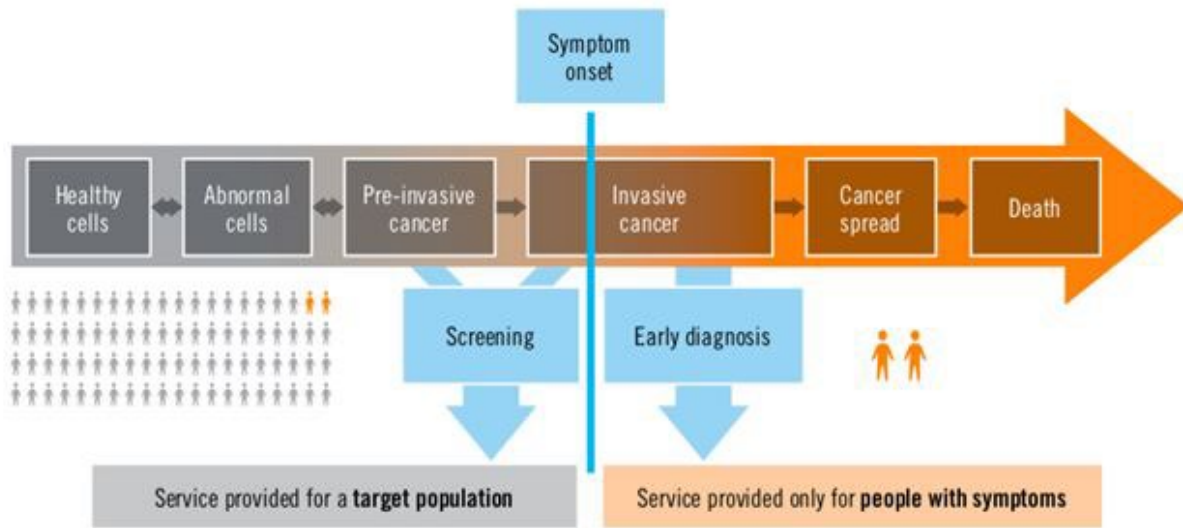 Symptom
onset
Healthy
cells
Abnormal
cells
Pre-invasive
cancer
Invasive
cancer
Cancer
spread
Death
Screening
Early diagnosis
Service provided for a target population
Service provided only for people with symptoms